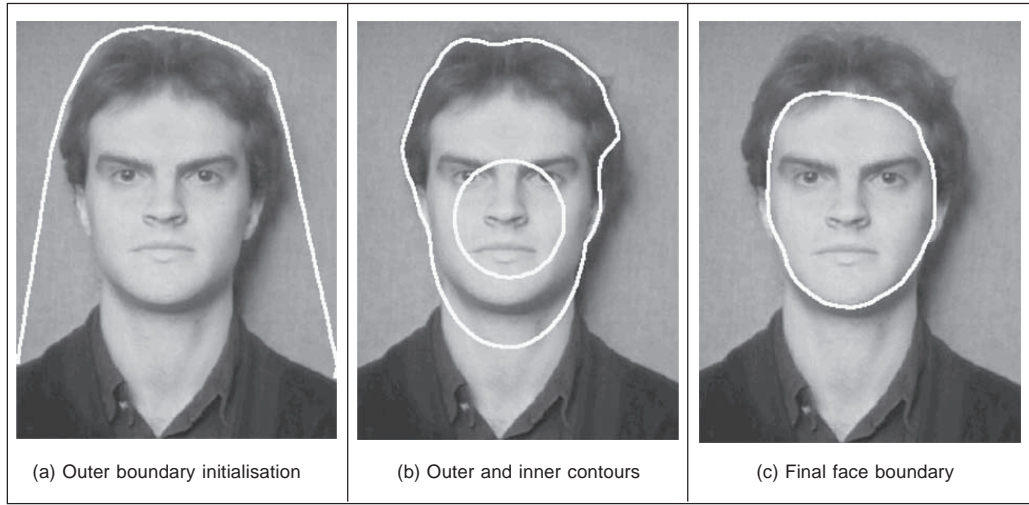 (a) Outer boundary initialisation
(b) Outer and inner contours
(c) Final face boundary